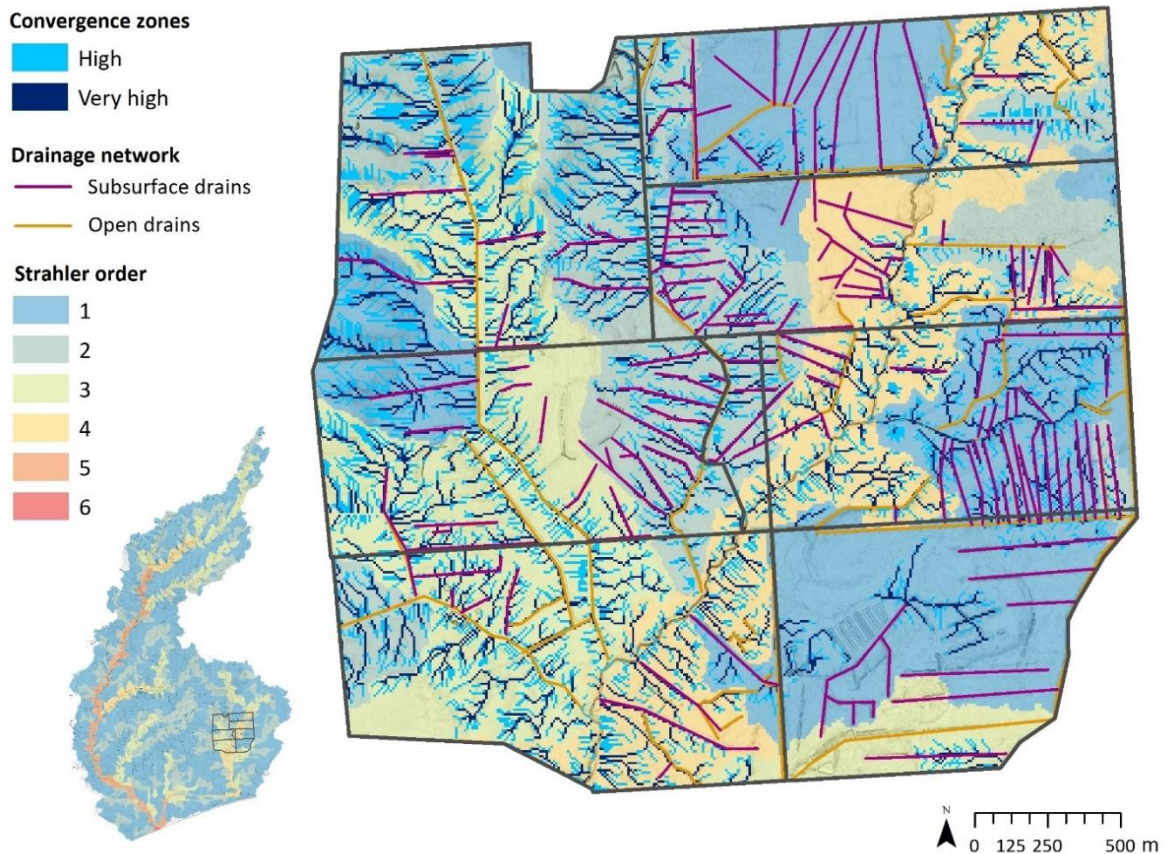 Convergence zones
High
Very high
Drainage network
Subsurface drains
Open drains
Strahler order
1
2
3
4
5
6
N
0 125 250 500 m